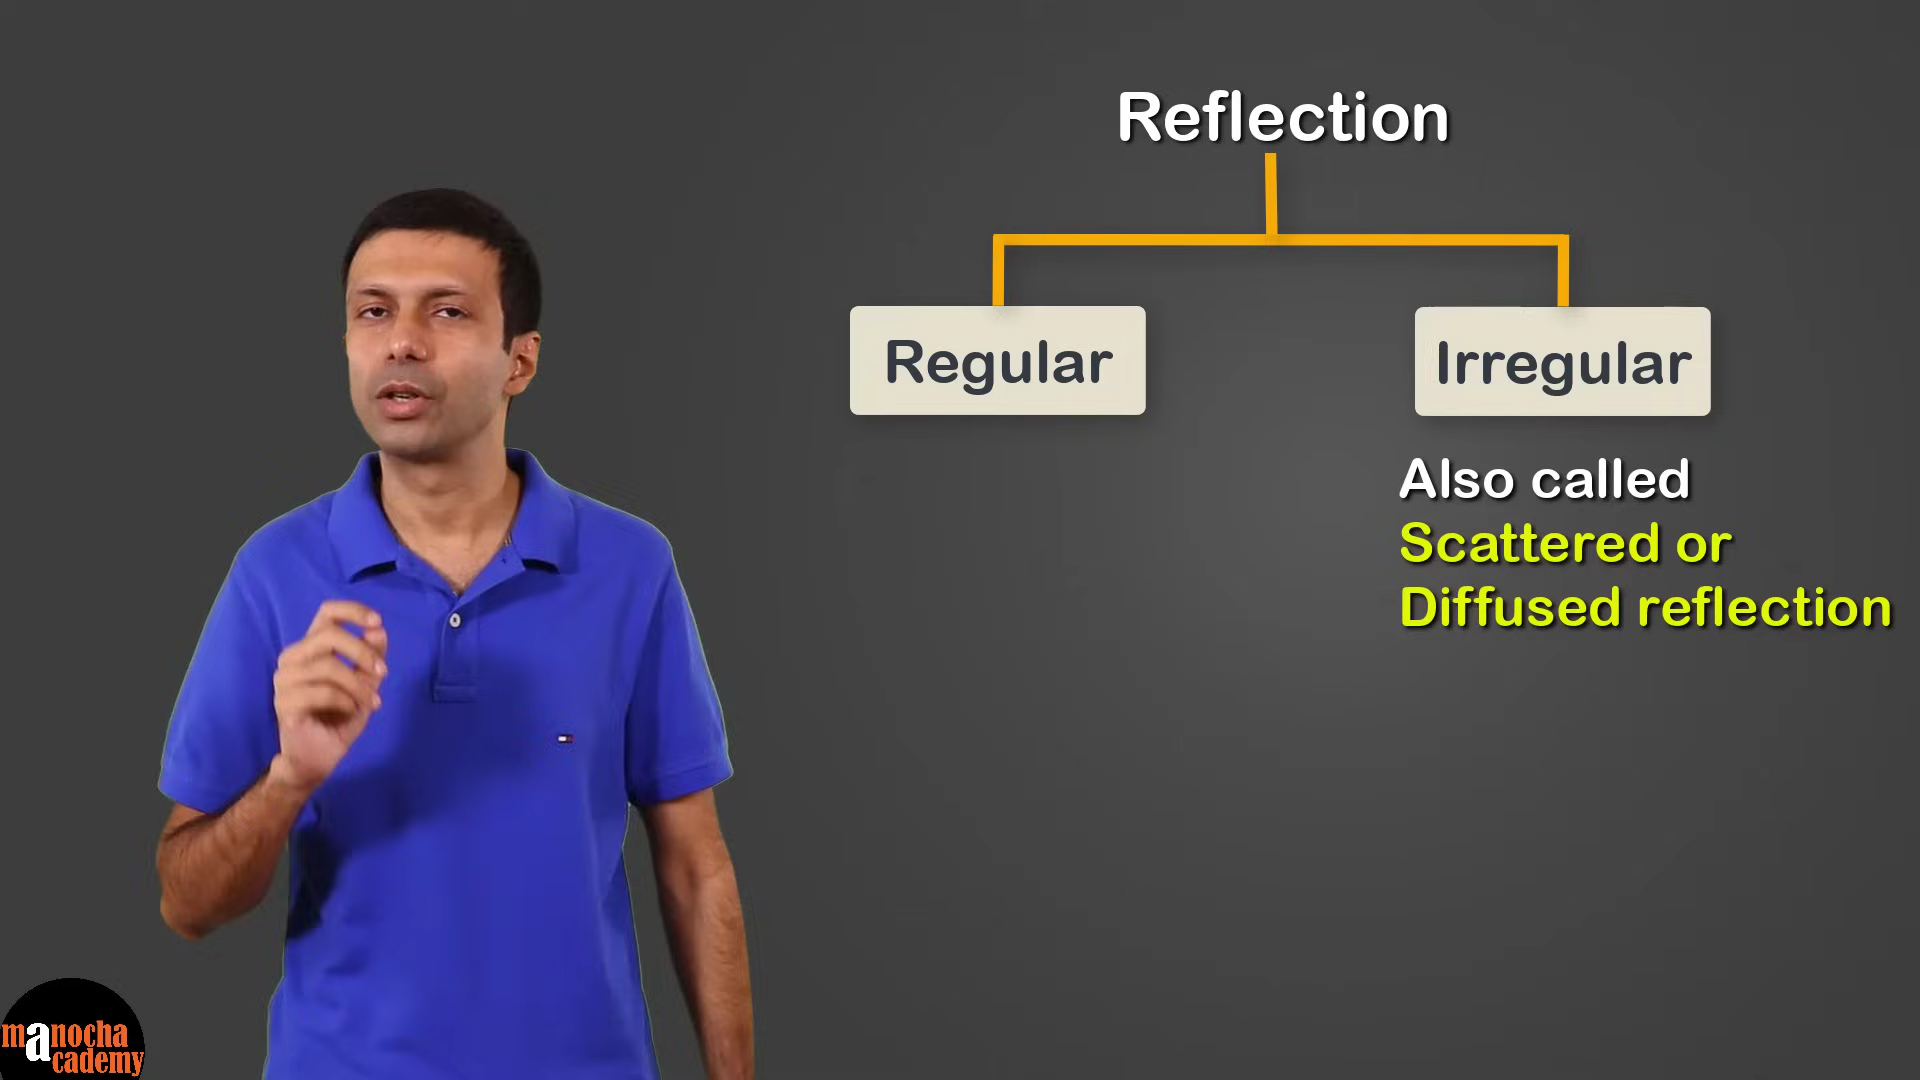 Reflection
Regular
Irregular
Also called
Scattered or
Diffused reflection
manocha
academy